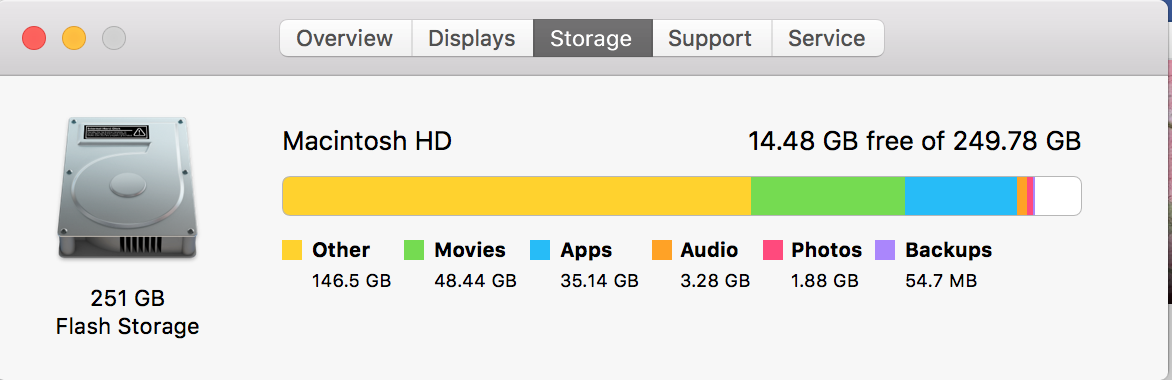 Overview Displays Storage Support Service
Macintosh HD 14.48 GB free of 249.78 GB
Other Movies Apps Audio Photos Backups
146.5 GB 48.44 GB 35.14 GB 3.28 GB 1.88 GB 54.7 MB
251 GB
Flash Storage